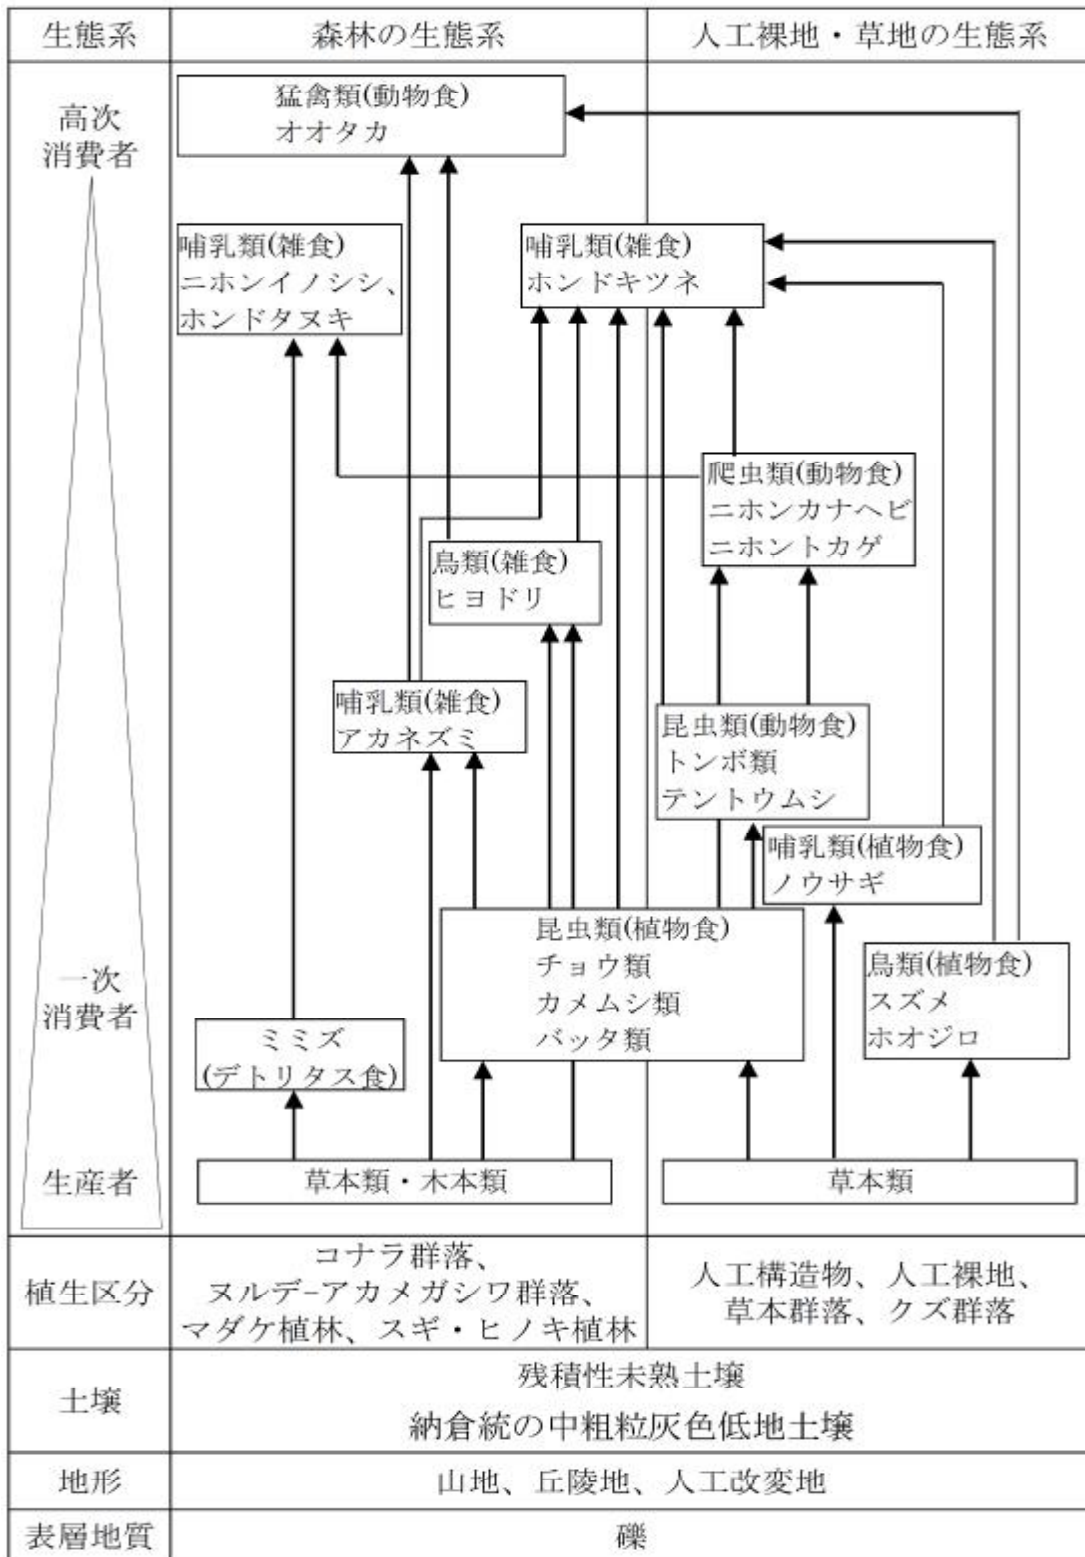 生態系
森林の生態系
人工裸地・草地の生態系
高次
消費者
猛禽類(動物食)
オオタカ
哺乳類(雑食)
ニホンイノシシ、
ホンドタヌキ
哺乳類(雑食)
ホンドキツネ
爬虫類(動物食)
ニホンカナヘビ
ニホントカゲ
鳥類(雑食)
ヒヨドリ
哺乳類(雑食)
アカネズミ
昆虫類(動物食)
トンボ類
テントウムシ
哺乳類(植物食)
ノウサギ
昆虫類(植物食)
チョウ類
カメムシ類
バッタ類
鳥類(植物食)
スズメ
ホオジロ
一次
消費者
ミミズ
(デトリタス食)
生産者
草本類・木本類
草本類
植生区分
コナラ群落、
ヌルデ-アカメガシワ群落、
マダケ植林、スギ・ヒノキ植林
人工構造物、人工裸地、
草本群落、クズ群落
土壌
残積性未熟土壌
納倉統の中粗粒灰色低地土壌
地形
山地、丘陵地、人工改変地
表層地質
礫